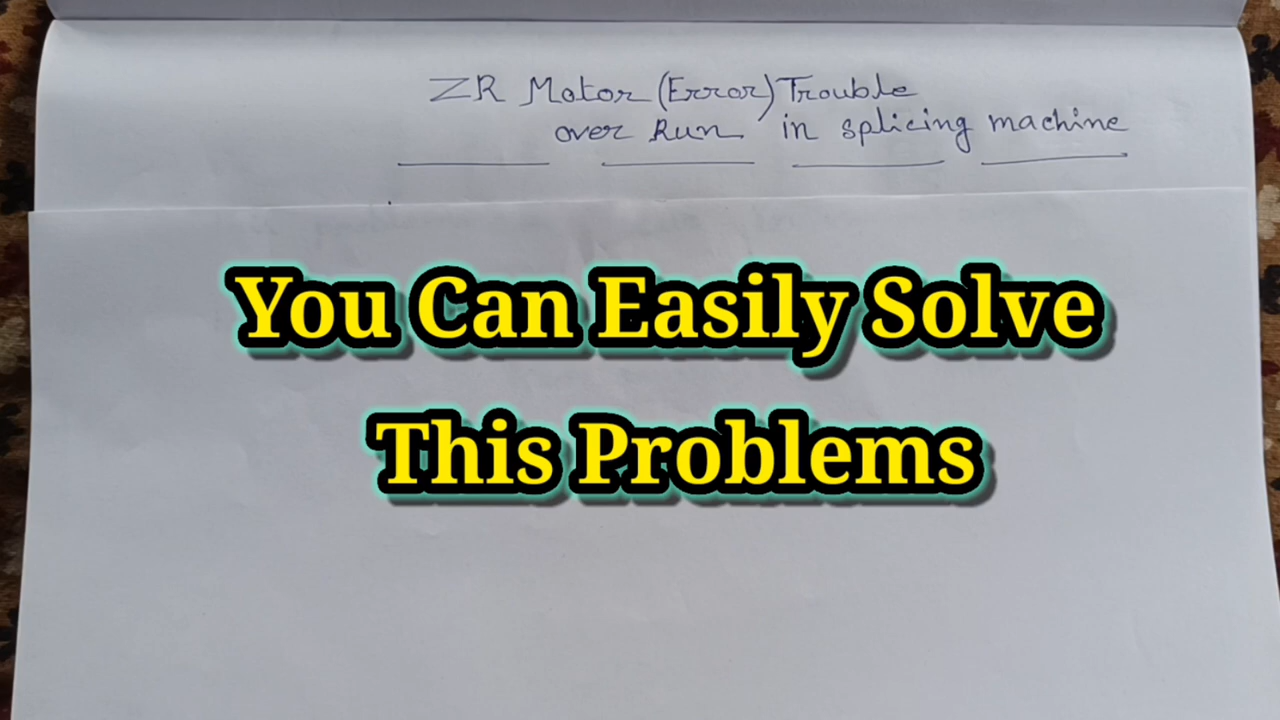 ZR Motor (Error) Trouble
over Run in splicing machine
You Can Easily Solve
This Problems